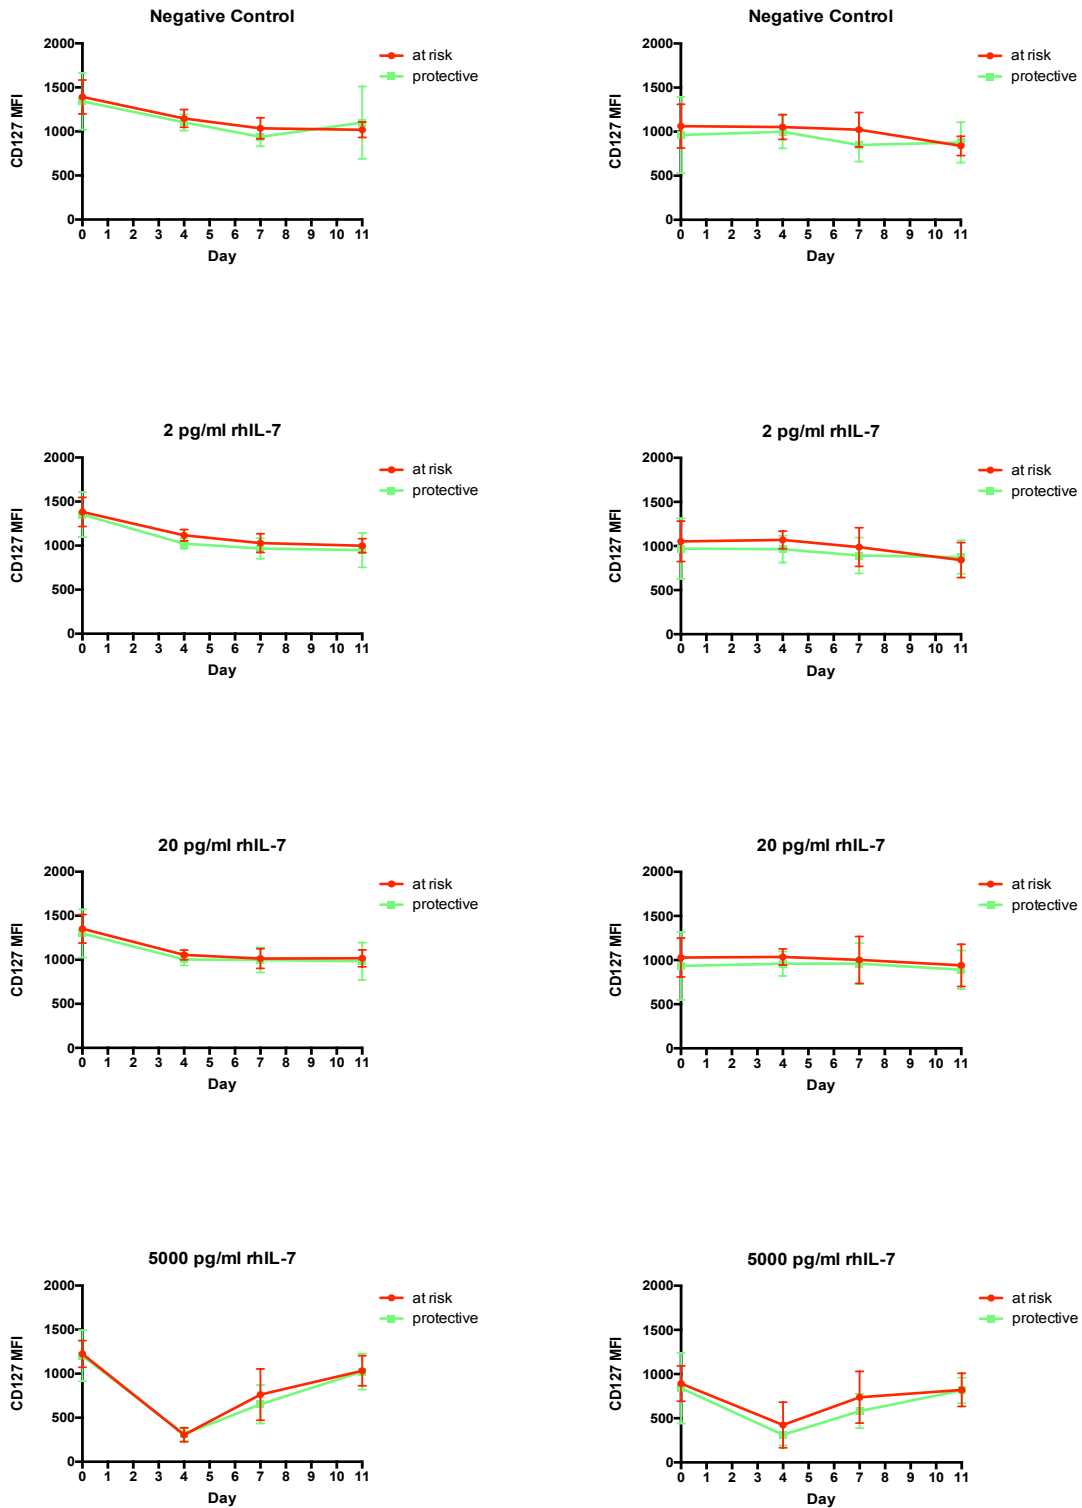 Negative Control
2000
1500
1000
500
0
CD127 MFI
0 1 2 3 4 5 6 7 8 9 10 11
Day
at risk
protective
Negative Control
2000
1500
1000
500
0
CD127 MFI
0 1 2 3 4 5 6 7 8 9 10 11
Day
at risk
protective
2 pg/ml rhIL-7
2000
1500
1000
500
0
CD127 MFI
0 1 2 3 4 5 6 7 8 9 10 11
Day
at risk
protective
2 pg/ml rhIL-7
2000
1500
1000
500
0
CD127 MFI
0 1 2 3 4 5 6 7 8 9 10 11
Day
at risk
protective
20 pg/ml rhIL-7
2000
1500
1000
500
0
CD127 MFI
0 1 2 3 4 5 6 7 8 9 10 11
Day
at risk
protective
20 pg/ml rhIL-7
2000
1500
1000
500
0
CD127 MFI
0 1 2 3 4 5 6 7 8 9 10 11
Day
at risk
protective
5000 pg/ml rhIL-7
2000
1500
1000
500
0
CD127 MFI
0 1 2 3 4 5 6 7 8 9 10 11
Day
at risk
protective
5000 pg/ml rhIL-7
2000
1500
1000
500
0
CD127 MFI
0 1 2 3 4 5 6 7 8 9 10 11
Day
at risk
protective